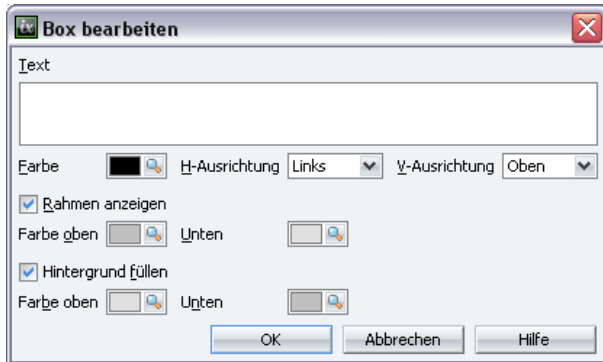 Box bearbeiten
Text
Farbe H-Ausrichtung Links V-Ausrichtung Oben
Rahmen anzeigen
Farbe oben Unten
Hintergrund füllen
Farbe oben Unten
OK Abbrechen Hilfe